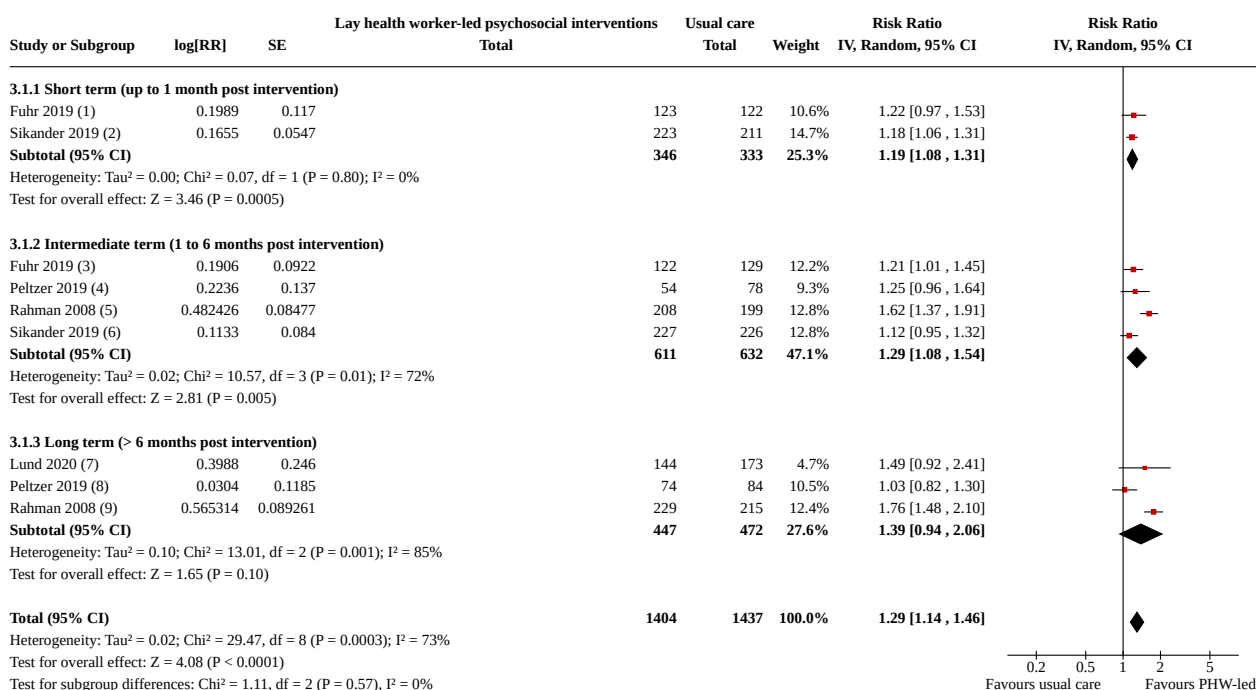 Lay health worker-led psychosocial interventions Usual care Risk Ratio Risk Ratio
Study or Subgroup log[RR] SE Total Total Weight IV, Random, 95% CI IV, Random, 95% CI
3.1.1 Short term (up to 1 month post intervention)
Fuhr 2019 (1) 0.1989 0.117 123 122 10.6% 1.22 [0.97 , 1.53]
Sikander 2019 (2) 0.1655 0.0547 223 211 14.7% 1.18 [1.06 , 1.31]
Subtotal (95% CI) 346 333 25.3% 1.19 [1.08 , 1.31]
Heterogeneity: Tau² = 0.00; Chi² = 0.07, df = 1 (P = 0.80); I² = 0%
Test for overall effect: Z = 3.46 (P = 0.0005)
3.1.2 Intermediate term (1 to 6 months post intervention)
Fuhr 2019 (3) 0.1906 0.0922 122 129 12.2% 1.21 [1.01 , 1.45]
Peltzer 2019 (4) 0.2236 0.137 54 78 9.3% 1.25 [0.96 , 1.64]
Rahman 2008 (5) 0.482426 0.08477 208 199 12.8% 1.62 [1.37 , 1.91]
Sikander 2019 (6) 0.1133 0.084 227 226 12.8% 1.12 [0.95 , 1.32]
Subtotal (95% CI) 611 632 47.1% 1.29 [1.08 , 1.54]
Heterogeneity: Tau² = 0.02; Chi² = 10.57, df = 3 (P = 0.01); I² = 72%
Test for overall effect: Z = 2.81 (P = 0.005)
3.1.3 Long term (> 6 months post intervention)
Lund 2020 (7) 0.3988 0.246 144 173 4.7% 1.49 [0.92 , 2.41]
Peltzer 2019 (8) 0.0304 0.1185 74 84 10.5% 1.03 [0.82 , 1.30]
Rahman 2008 (9) 0.565314 0.089261 229 215 12.4% 1.76 [1.48 , 2.10]
Subtotal (95% CI) 447 472 27.6% 1.39 [0.94 , 2.06]
Heterogeneity: Tau² = 0.10; Chi² = 13.01, df = 2 (P = 0.001); I² = 85%
Test for overall effect: Z = 1.65 (P = 0.10)
Total (95% CI) 1404 1437 100.0% 1.29 [1.14 , 1.46]
Heterogeneity: Tau² = 0.02; Chi² = 29.47, df = 8 (P = 0.0003); I² = 73%
Test for overall effect: Z = 4.08 (P < 0.0001) 0.2 0.5 1 2 5
Test for subgroup differences: Chi² = 1.11, df = 2 (P = 0.57), I² = 0% Favours usual care Favours PHW-led